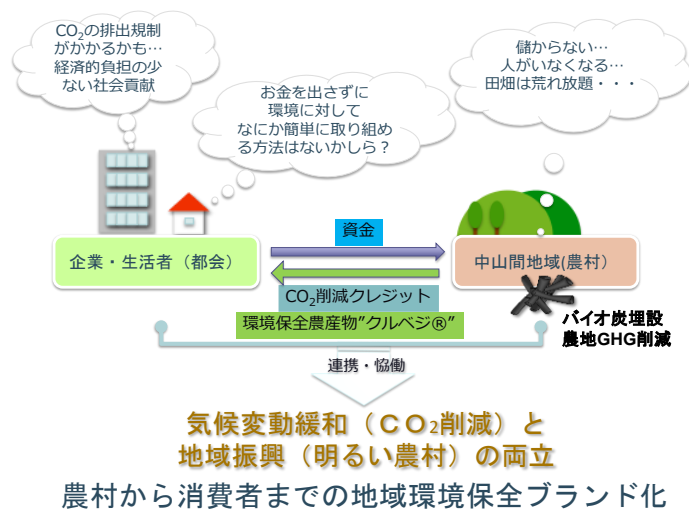 CO₂の排出規制
がかかるかも…
経済的負担の少
ない社会貢献
お金を出さずに
環境に対して
なにか簡単に取り組め
る方法はないかしら？
儲からない…
人がいなくなる…
田畑は荒れ放題・・・
資金
企業・生活者（都会）
中山間地域(農村）
CO₂削減クレジット
環境保全農産物”クルベジ®”
バイオ炭埋設
農地GHG削減
連携・恊働
気候変動緩和（ＣＯ₂削減）と
地域振興（明るい農村）の両立
農村から消費者までの地域環境保全ブランド化